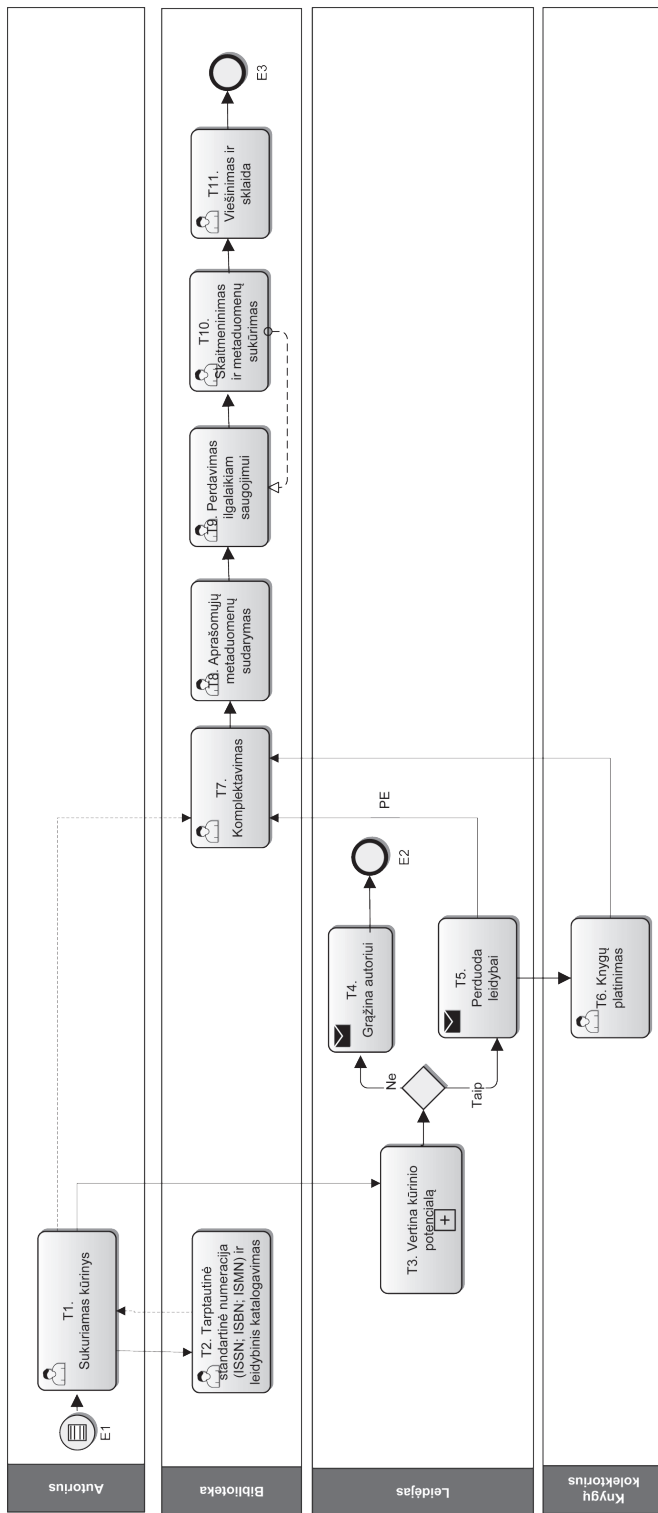 Autorius
E1
T1.
Sukuriamas kūrinys
Biblioteka
T2. Tarptautinė
standartinė numeracija
(ISSN; ISBN; ISMN) ir
leidybinis katalogavimas
T7.
Komplektavimas
T8. Aprašomųjų
metaduomenų
sudarymas
T9. Perdavimas
ilgalaikiam
saugojimui
T10.
Skaitmeninimas
ir metaduomenų
sukūrimas
T11.
Viešinimas ir
sklaida
E3
Leidėjas
T3. Vertina kūrinio
potencialą
Ne
Taip
T4.
Grąžina autoriui
E2
T5.
Perduoda
leidybai
PE
Knygų
kolektorius
T6. Knygų
platinimas